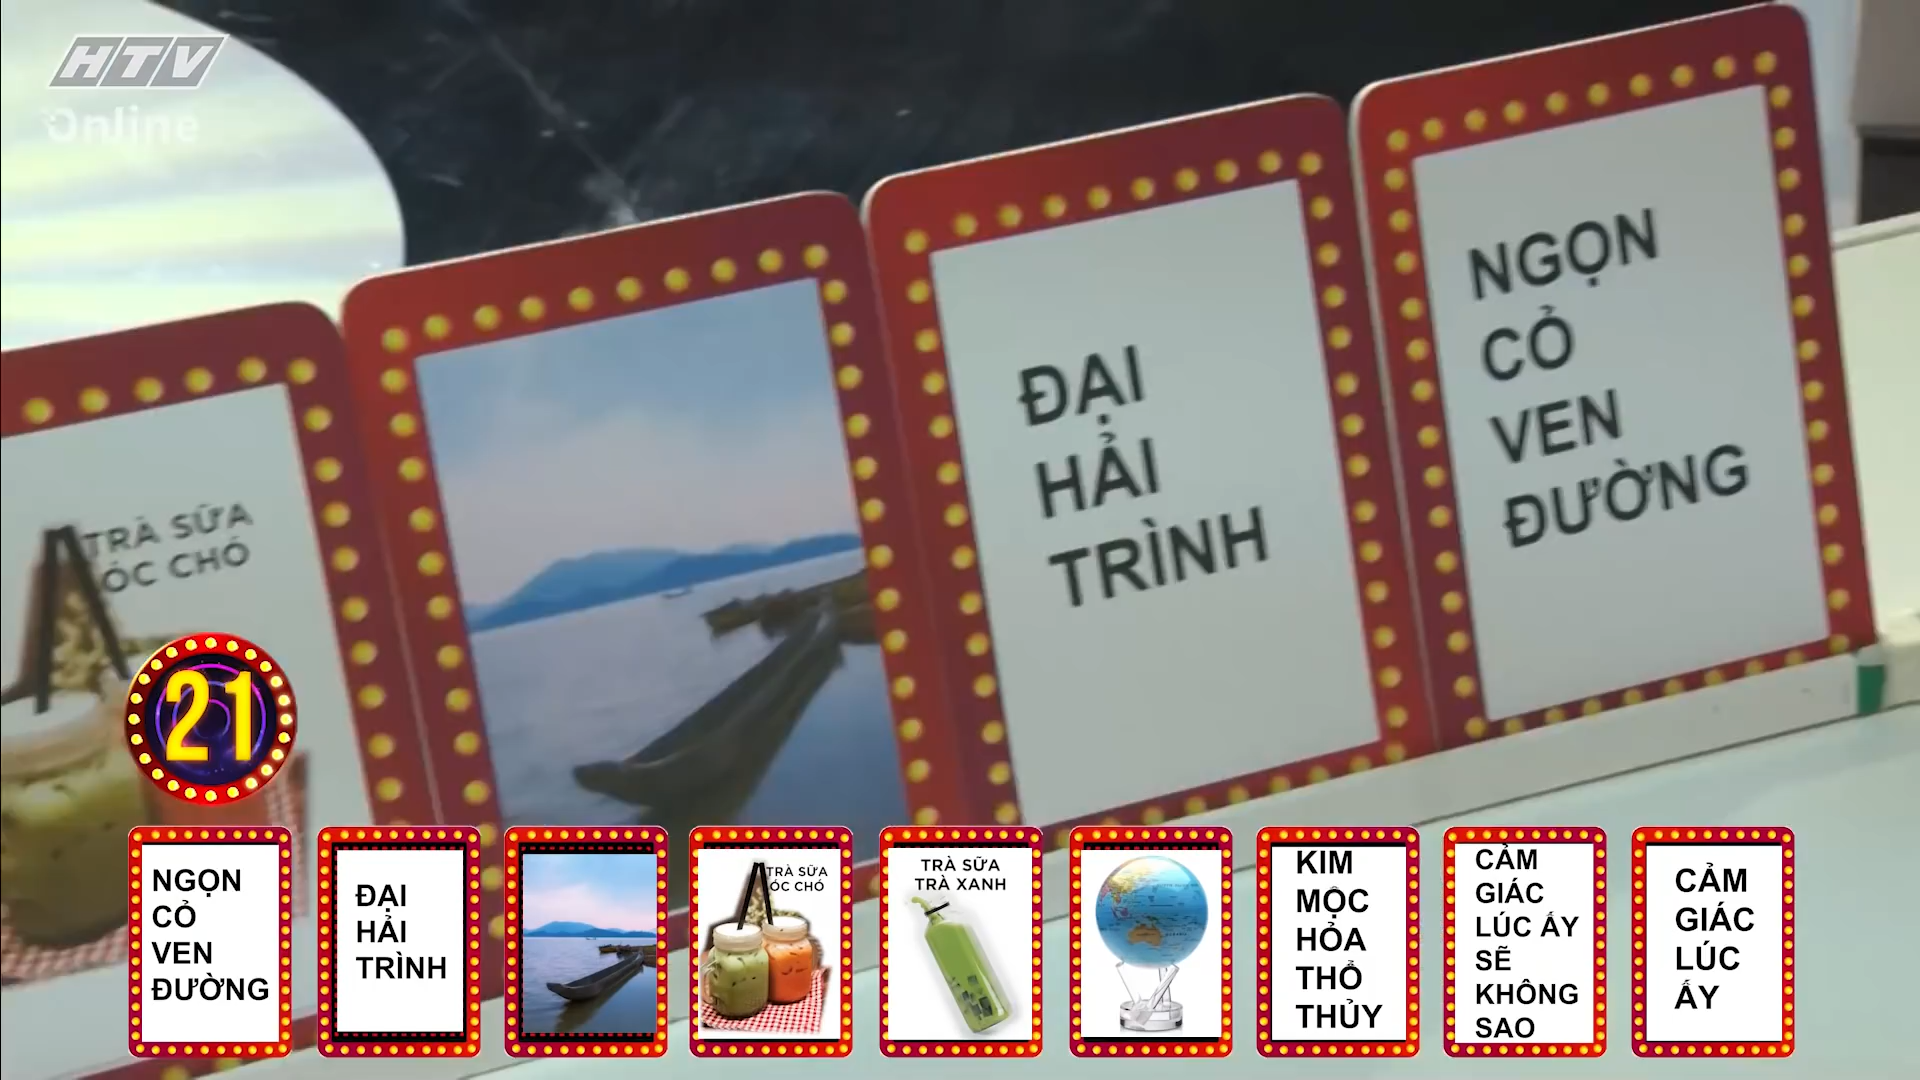 HTV
Online
TRÀ SỮA
ÓC CHÓ
ĐẠI
HẢI
TRÌNH
NGỌN
CỎ
VEN
ĐƯỜNG
21
NGỌN
CỎ
VEN
ĐƯỜNG
ĐẠI
HẢI
TRÌNH
TRÀ SỮA
ÓC CHÓ
TRÀ SỮA
TRÀ XANH
KIM
MỘC
HỎA
THỔ
THỦY
CẢM
GIÁC
LÚC ẤY
SẼ
KHÔNG
SAO
CẢM
GIÁC
LÚC
ẤY